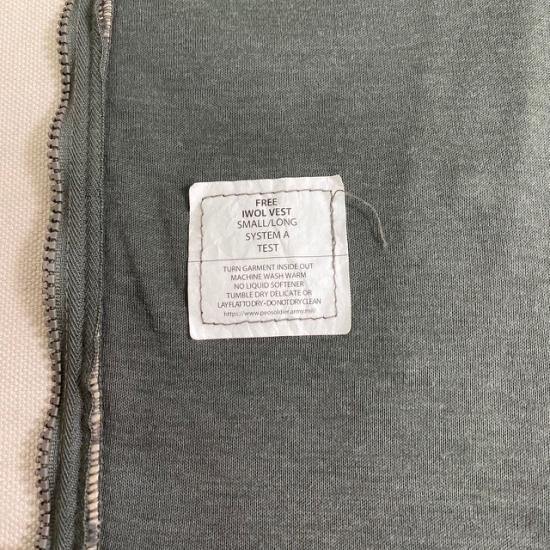 FREE
IWOL VEST
SMALL/LONG
SYSTEM A
TEST
TURN GARMENT INSIDE OUT
MACHINE WASH WARM
NO LIQUID SOFTENER
TUMBLE DRY DELICATE OR
LAY FLAT TO DRY-DO NOT DRY CLEAN
https://www.peosoldier.army.mil/